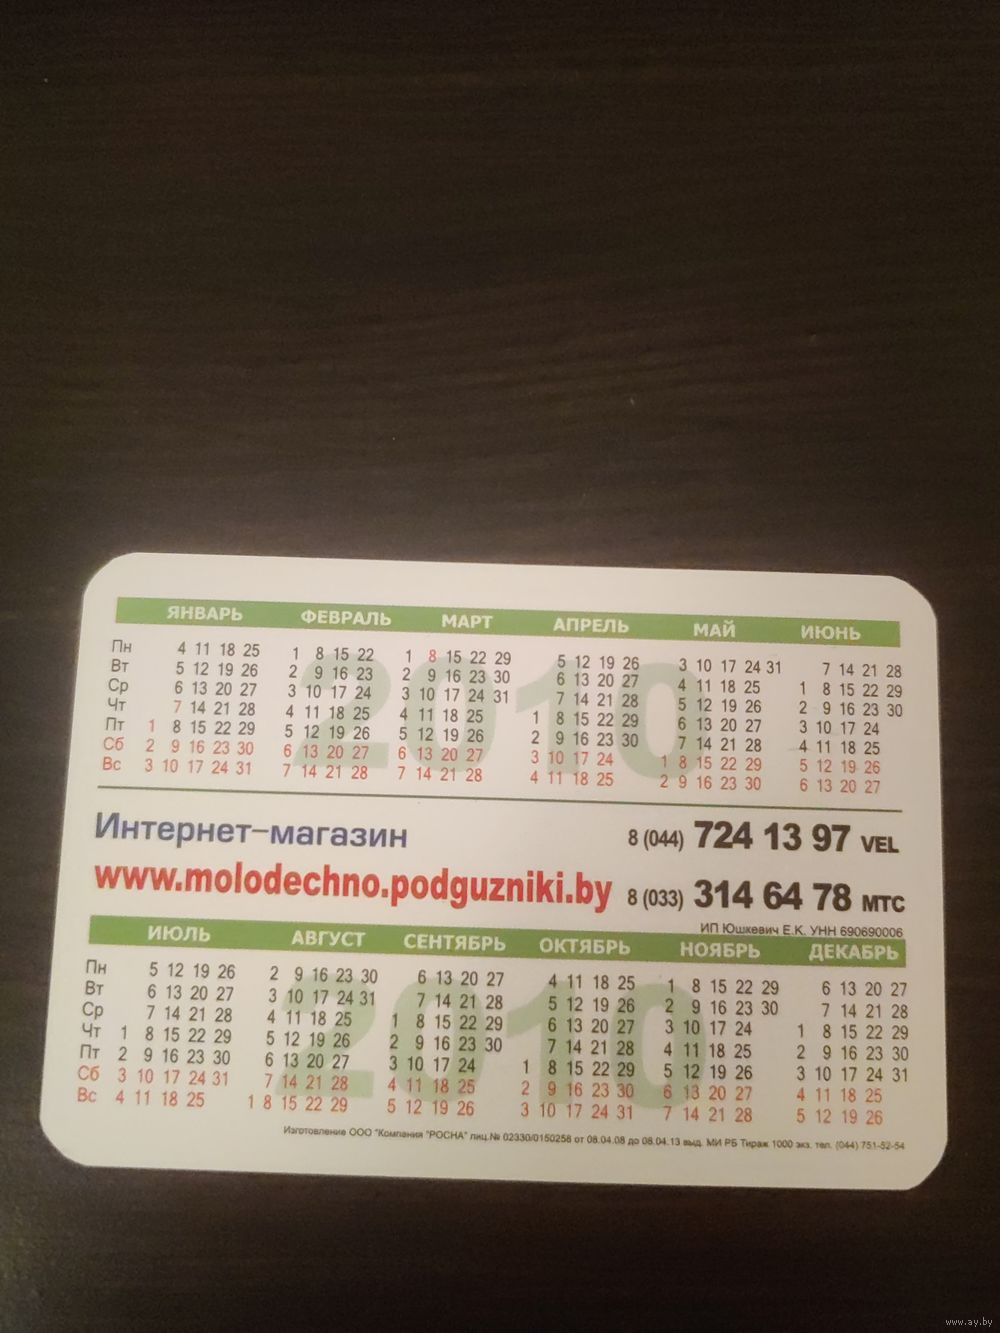 ЯНВАРЬ ФЕВРАЛЬ МАРТ АПРЕЛЬ МАЙ ИЮНЬ
2010
Пн 4 11 18 25 1 8 15 22 1 8 15 22 29 5 12 19 26 3 10 17 24 31 7 14 21 28
Вт 5 12 19 26 2 9 16 23 2 9 16 23 30 6 13 20 27 4 11 18 25 1 8 15 22 29
Ср 6 13 20 27 3 10 17 24 3 10 17 24 31 7 14 21 28 5 12 19 26 2 9 16 23 30
Чт 7 14 21 28 4 11 18 25 4 11 18 25 1 8 15 22 29 6 13 20 27 3 10 17 24
Пт 1 8 15 22 29 5 12 19 26 5 12 19 26 2 9 16 23 30 7 14 21 28 4 11 18 25
Сб 2 9 16 23 30 6 13 20 27 6 13 20 27 3 10 17 24 1 8 15 22 29 5 12 19 26
Вс 3 10 17 24 31 7 14 21 28 7 14 21 28 4 11 18 25 2 9 16 23 30 6 13 20 27
Интернет-магазин 8 (044) 724 13 97 VEL
www.molodechno.podguzniki.by 8 (033) 314 64 78 МТС
ИП Юшкевич Е.К. УНН 690690006
ИЮЛЬ АВГУСТ СЕНТЯБРЬ ОКТЯБРЬ НОЯБРЬ ДЕКАБРЬ
2010
Пн 5 12 19 26 2 9 16 23 30 6 13 20 27 4 11 18 25 1 8 15 22 29 6 13 20 27
Вт 6 13 20 27 3 10 17 24 31 7 14 21 28 5 12 19 26 2 9 16 23 30 7 14 21 28
Ср 7 14 21 28 4 11 18 25 1 8 15 22 29 6 13 20 27 3 10 17 24 1 8 15 22 29
Чт 1 8 15 22 29 5 12 19 26 2 9 16 23 30 7 14 21 28 4 11 18 25 2 9 16 23 30
Пт 2 9 16 23 30 6 13 20 27 3 10 17 24 1 8 15 22 29 5 12 19 26 3 10 17 24 31
Сб 3 10 17 24 31 7 14 21 28 4 11 18 25 2 9 16 23 30 6 13 20 27 4 11 18 25
Вс 4 11 18 25 1 8 15 22 29 5 12 19 26 3 10 17 24 31 7 14 21 28 5 12 19 26
Изготовление ООО "Компания "РОСНА" лиц.№ 02330/0150258 от 08.04.08 до 08.04.13 выд. МИ РБ Тираж 1000 экз. тел. (044) 751-52-54
www.ay.by